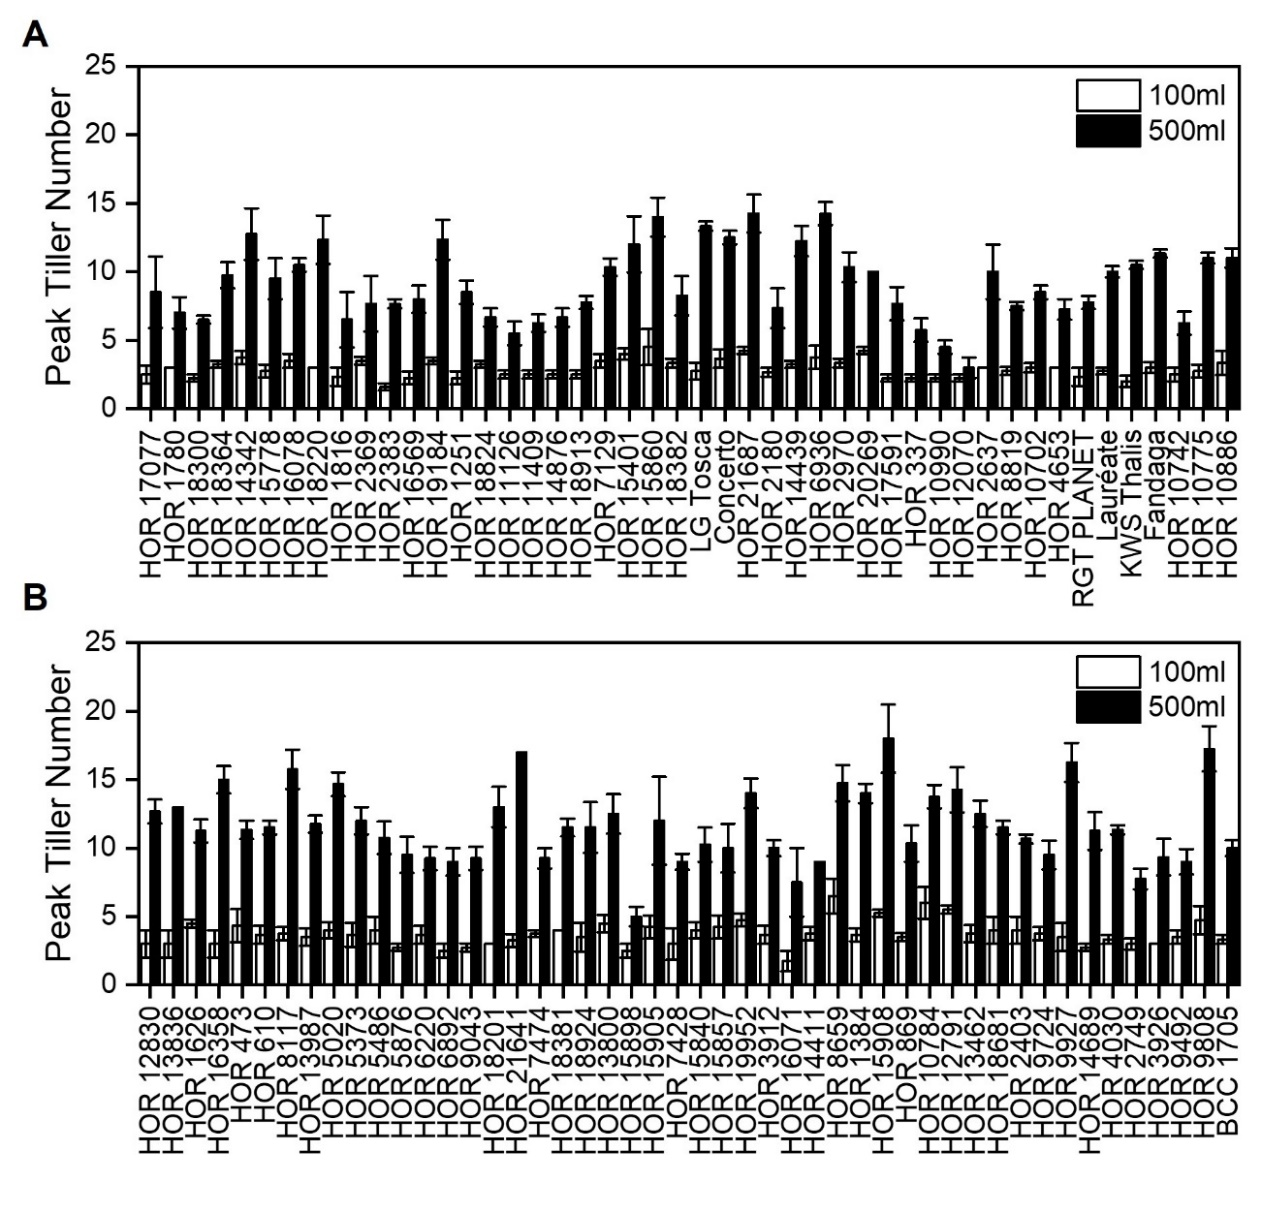 A
Peak Tiller Number
25
20
15
10
5
0
100ml
500ml
HOR 17077
HOR 1780
HOR 18300
HOR 18364
HOR 14342
HOR 15778
HOR 16078
HOR 18220
HOR 1816
HOR 2369
HOR 2383
HOR 16569
HOR 19184
HOR 1251
HOR 18824
HOR 11126
HOR 11409
HOR 14876
HOR 18913
HOR 7129
HOR 15401
HOR 15860
HOR 18382
LG Tosca
Concerto
HOR 21687
HOR 2180
HOR 14439
HOR 6936
HOR 2970
HOR 20269
HOR 17591
HOR 337
HOR 10990
HOR 12070
HOR 2637
HOR 8819
HOR 10702
HOR 4653
RGT PLANET
Lauréate
KWS Thalis
Fandaga
HOR 10742
HOR 10775
HOR 10886
B
Peak Tiller Number
25
20
15
10
5
0
100ml
500ml
HOR 12830
HOR 13836
HOR 1626
HOR 16358
HOR 473
HOR 610
HOR 8117
HOR 13987
HOR 15020
HOR 5373
HOR 5486
HOR 5876
HOR 6220
HOR 6892
HOR 9043
HOR 18201
HOR 21641
HOR 7474
HOR 18381
HOR 18924
HOR 13800
HOR 15898
HOR 15905
HOR 7428
HOR 15840
HOR 15857
HOR 19952
HOR 3912
HOR 16071
HOR 14411
HOR 18659
HOR 1384
HOR 15908
HOR 869
HOR 10784
HOR 12791
HOR 13462
HOR 18681
HOR 2403
HOR 9724
HOR 9927
HOR 14689
HOR 4030
HOR 2749
HOR 3926
HOR 9492
HOR 9808
BCC 1705